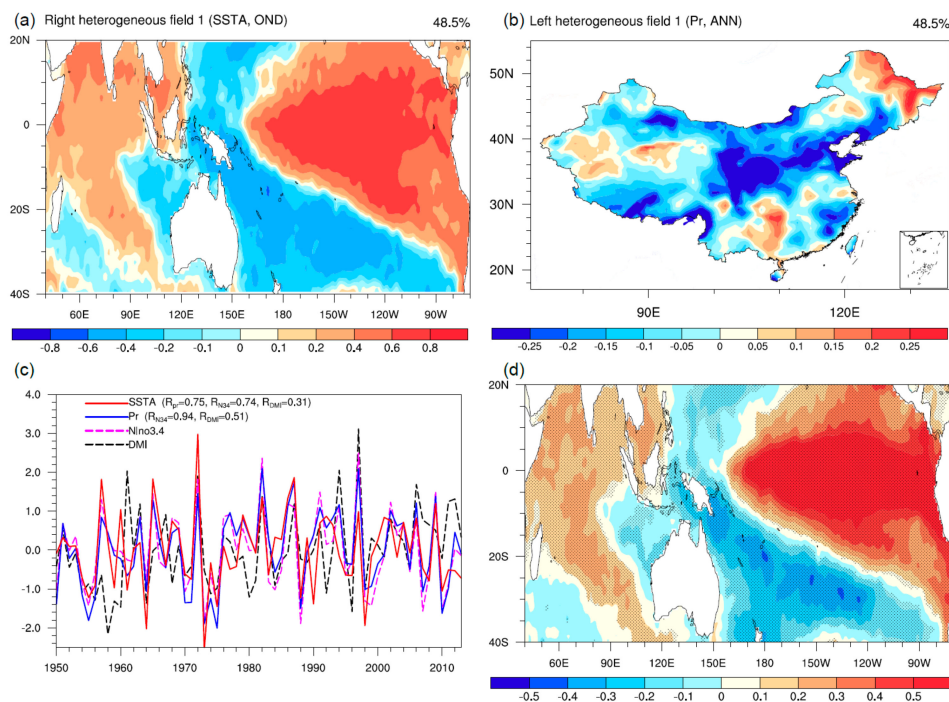 (a) Right heterogeneous field 1 (SSTA, OND) 48.5%
20N
0
20S
40S
60E 90E 120E 150E 180 150W 120W 90W
-0.8 -0.6 -0.4 -0.1 0 0.1 0.2 0.4 0.8
(b) Left heterogeneous field 1 (Pr, ANN) 48.5%
50N
40N
30N
20N
90E 120E
-0.25 -0.2 -0.15 -0.1 -0.05 0 0.05 0.1 0.15 0.2 0.25
(c)
4.0
3.0
2.0
1.0
0.0
-1.0
-2.0
SSTA (Rpr=0.75, RN34=0.74, RDMI=0.31)
Pr (RN34=0.94, RDMI=0.51)
Nino3.4
DMI
1950 1960 1970 1980 1990 2000 2010
(d)
20N
0
20S
40S
60E 90E 120E 150E 180 150W 120W 90W
-0.5 -0.4 -0.3 -0.2 -0.1 0 0.1 0.2 0.3 0.4 0.5